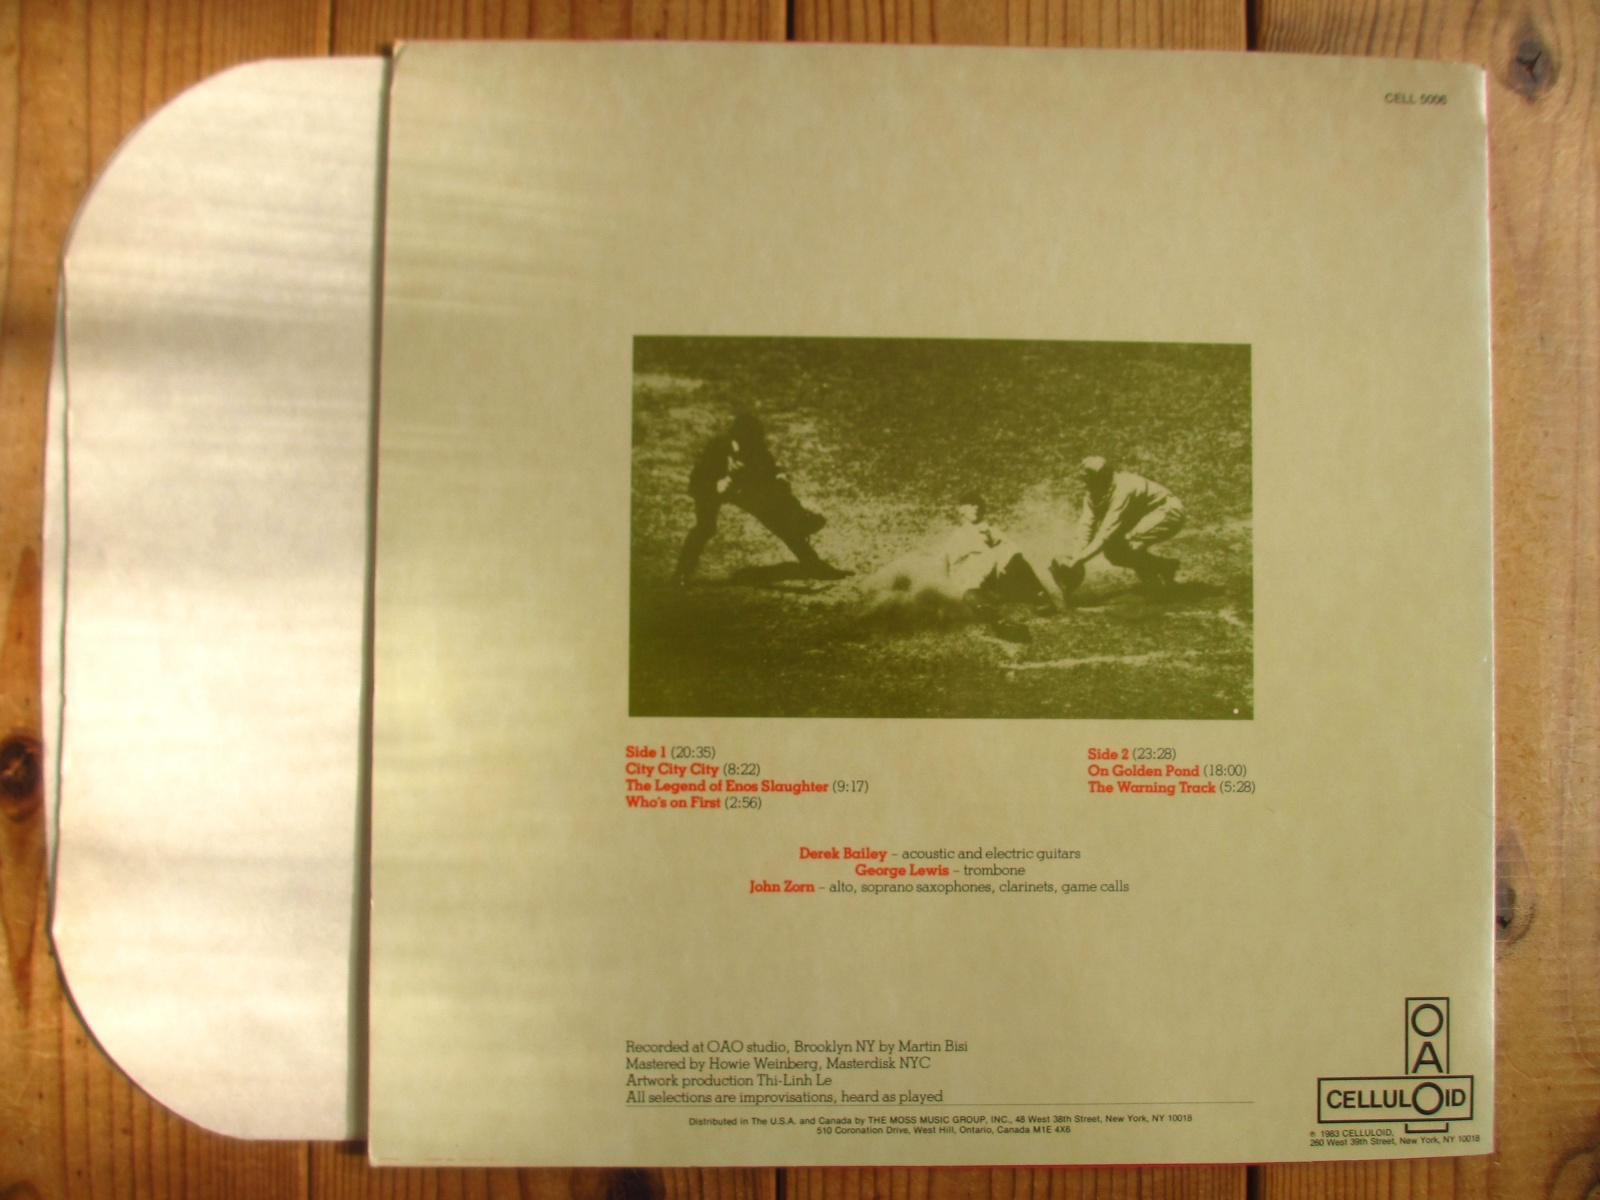 CELL 5006
Side 1 (20:35)
City City City (8:22)
The Legend of Enos Slaughter (9:17)
Who's on First (2:56)
Side 2 (23:28)
On Golden Pond (18:00)
The Warning Track (5:28)
Derek Bailey – acoustic and electric guitars
George Lewis – trombone
John Zorn – alto, soprano saxophones, clarinets, game calls
Recorded at OAO studio, Brooklyn NY by Martin Bisi
Mastered by Howie Weinberg, Masterdisk NYC
Artwork production Thi-Linh Le
All selections are improvisations, heard as played
Distributed in The U.S.A. and Canada by THE MOSS MUSIC GROUP, INC., 48 West 38th Street, New York, NY 10018
510 Coronation Drive, West Hill, Ontario, Canada M1E 4X6
OAO
CELLULOID
℗ 1983 CELLULOID,
260 West 39th Street, New York, NY 10018